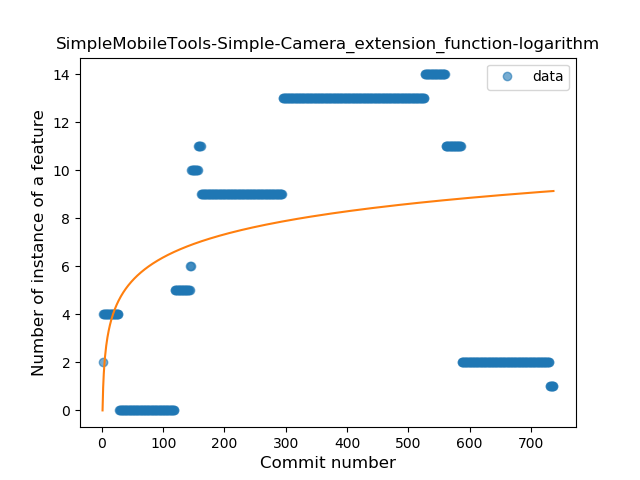 SimpleMobileTools-Simple-Camera_extension_function-logarithm
data
Number of instance of a feature
14
12
10
8
6
4
2
0
0 100 200 300 400 500 600 700
Commit number